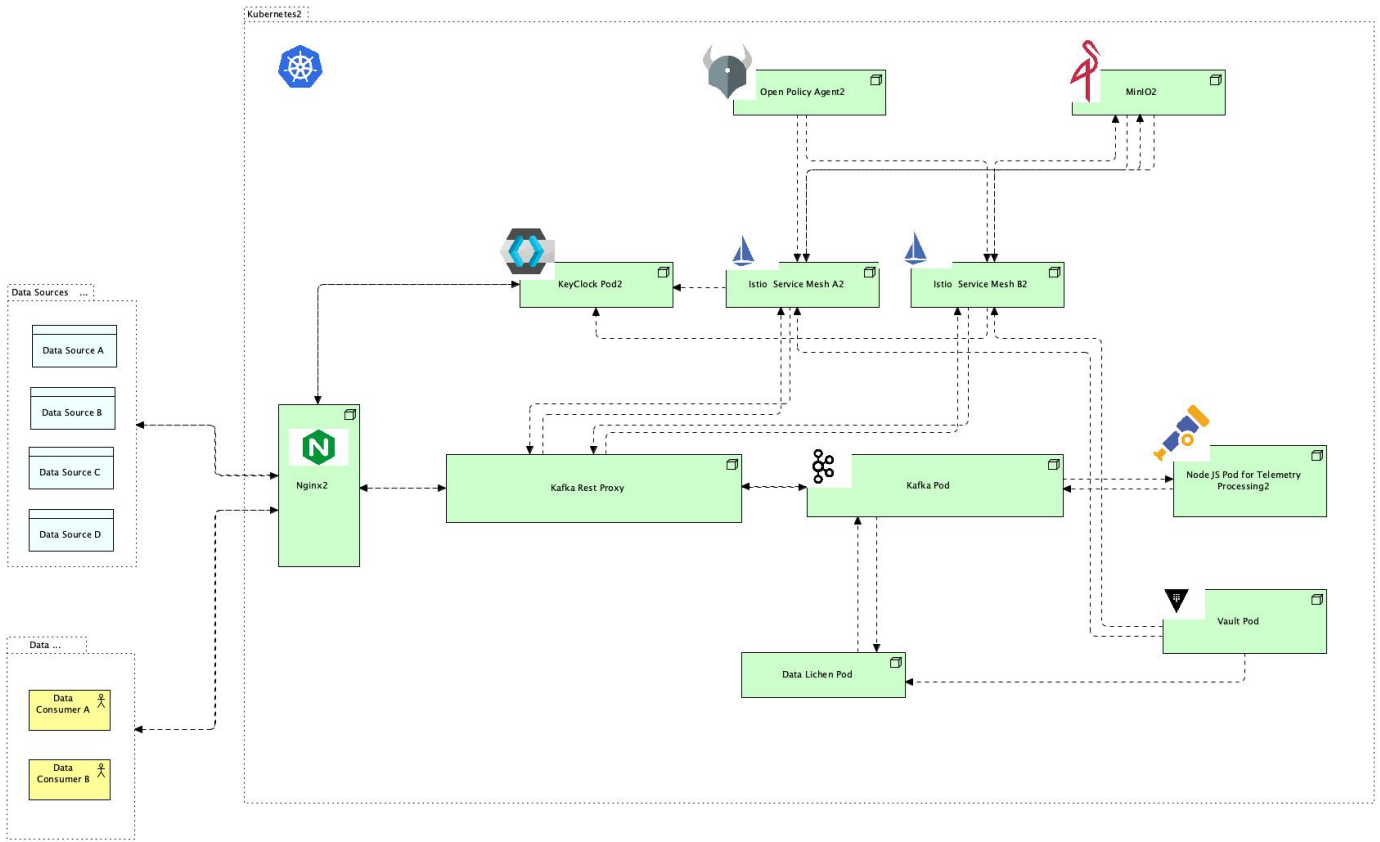 Kubernetes2
Open Policy Agent2
MinIO2
KeyClock Pod2
Istio Service Mesh A2
Istio Service Mesh B2
Data Sources ...
Data Source A
Data Source B
Data Source C
Data Source D
Nginx2
Kafka Rest Proxy
Kafka Pod
Node JS Pod for Telemetry
Processing2
Vault Pod
Data Lichen Pod
Data ...
Data
Consumer A
Data
Consumer B